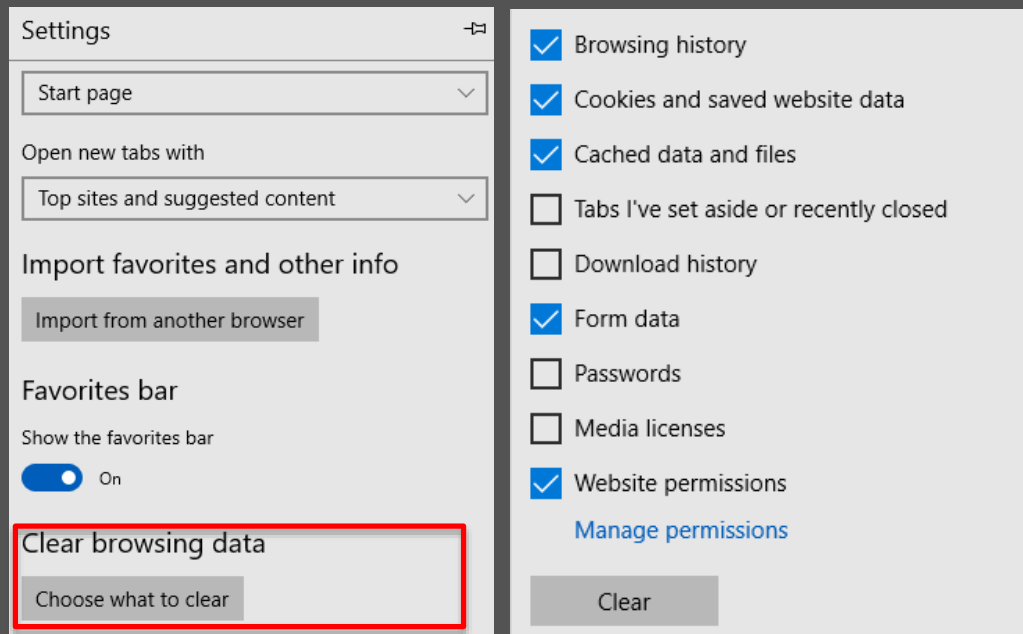 Settings
Start page
Open new tabs with
Top sites and suggested content
Import favorites and other info
Import from another browser
Favorites bar
Show the favorites bar
On
Clear browsing data
Choose what to clear
Browsing history
Cookies and saved website data
Cached data and files
Tabs I've set aside or recently closed
Download history
Form data
Passwords
Media licenses
Website permissions
Manage permissions
Clear